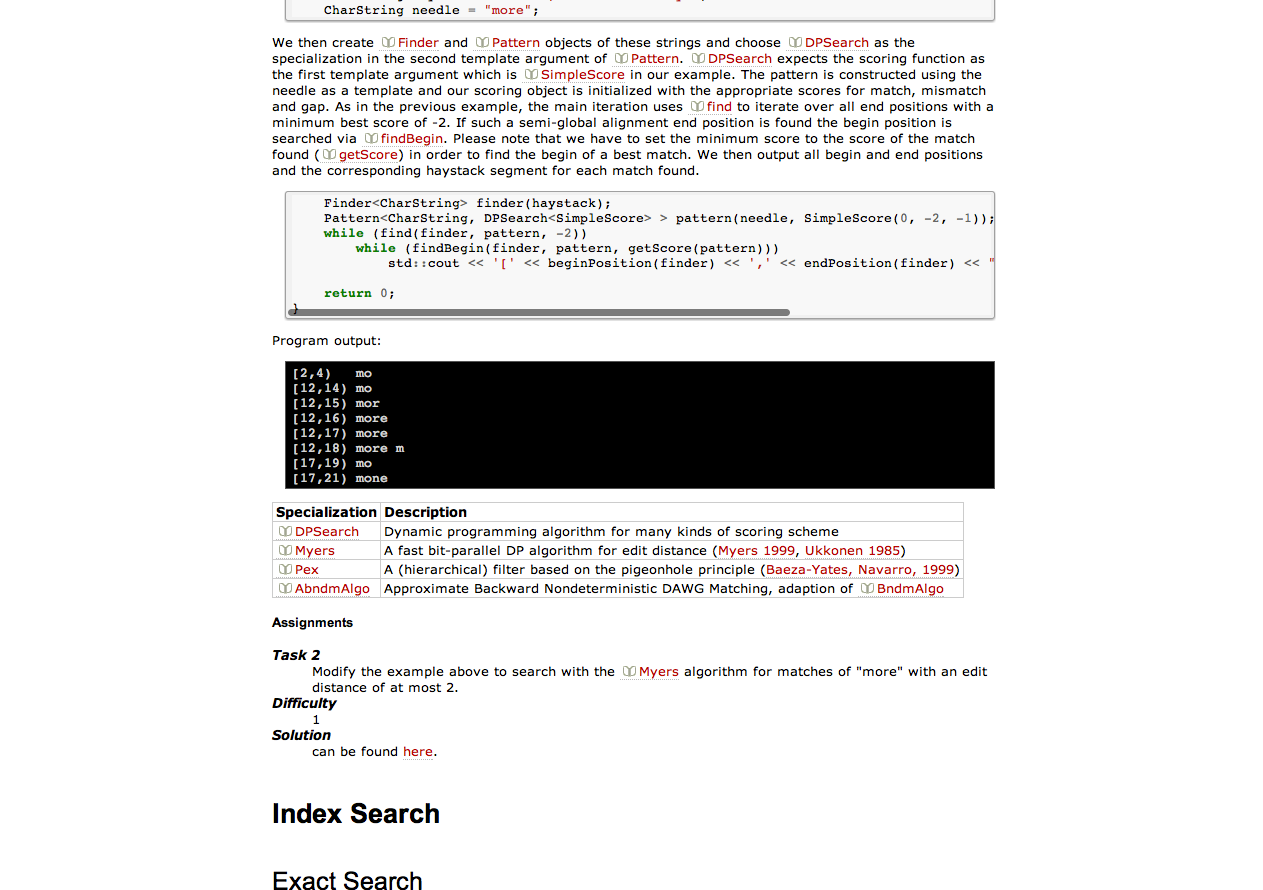 CharString needle = "more";
We then create Finder and Pattern objects of these strings and choose DPSearch as the
specialization in the second template argument of Pattern. DPSearch expects the scoring function as
the first template argument which is SimpleScore in our example. The pattern is constructed using the
needle as a template and our scoring object is initialized with the appropriate scores for match, mismatch
and gap. As in the previous example, the main iteration uses find to iterate over all end positions with a
minimum best score of -2. If such a semi-global alignment end position is found the begin position is
searched via findBegin. Please note that we have to set the minimum score to the score of the match
found (getScore) in order to find the begin of a best match. We then output all begin and end positions
and the corresponding haystack segment for each match found.
Finder<CharString> finder(haystack);
Pattern<CharString, DPSearch<SimpleScore> > pattern(needle, SimpleScore(0, -2, -1));
while (find(finder, pattern, -2))
while (findBegin(finder, pattern, getScore(pattern)))
std::cout << '[' << beginPosition(finder) << ',' << endPosition(finder) << "
return 0;
}
Program output:
[2,4) mo
[12,14) mo
[12,15) mor
[12,16) more
[12,17) more
[12,18) more m
[17,19) mo
[17,21) mone
Specialization Description
DPSearch Dynamic programming algorithm for many kinds of scoring scheme
Myers A fast bit-parallel DP algorithm for edit distance (Myers 1999, Ukkonen 1985)
Pex A (hierarchical) filter based on the pigeonhole principle (Baeza-Yates, Navarro, 1999)
AbndmAlgo Approximate Backward Nondeterministic DAWG Matching, adaption of BndmAlgo
Assignments
Task 2
Modify the example above to search with the Myers algorithm for matches of "more" with an edit
distance of at most 2.
Difficulty
1
Solution
can be found here.
Index Search
Exact Search